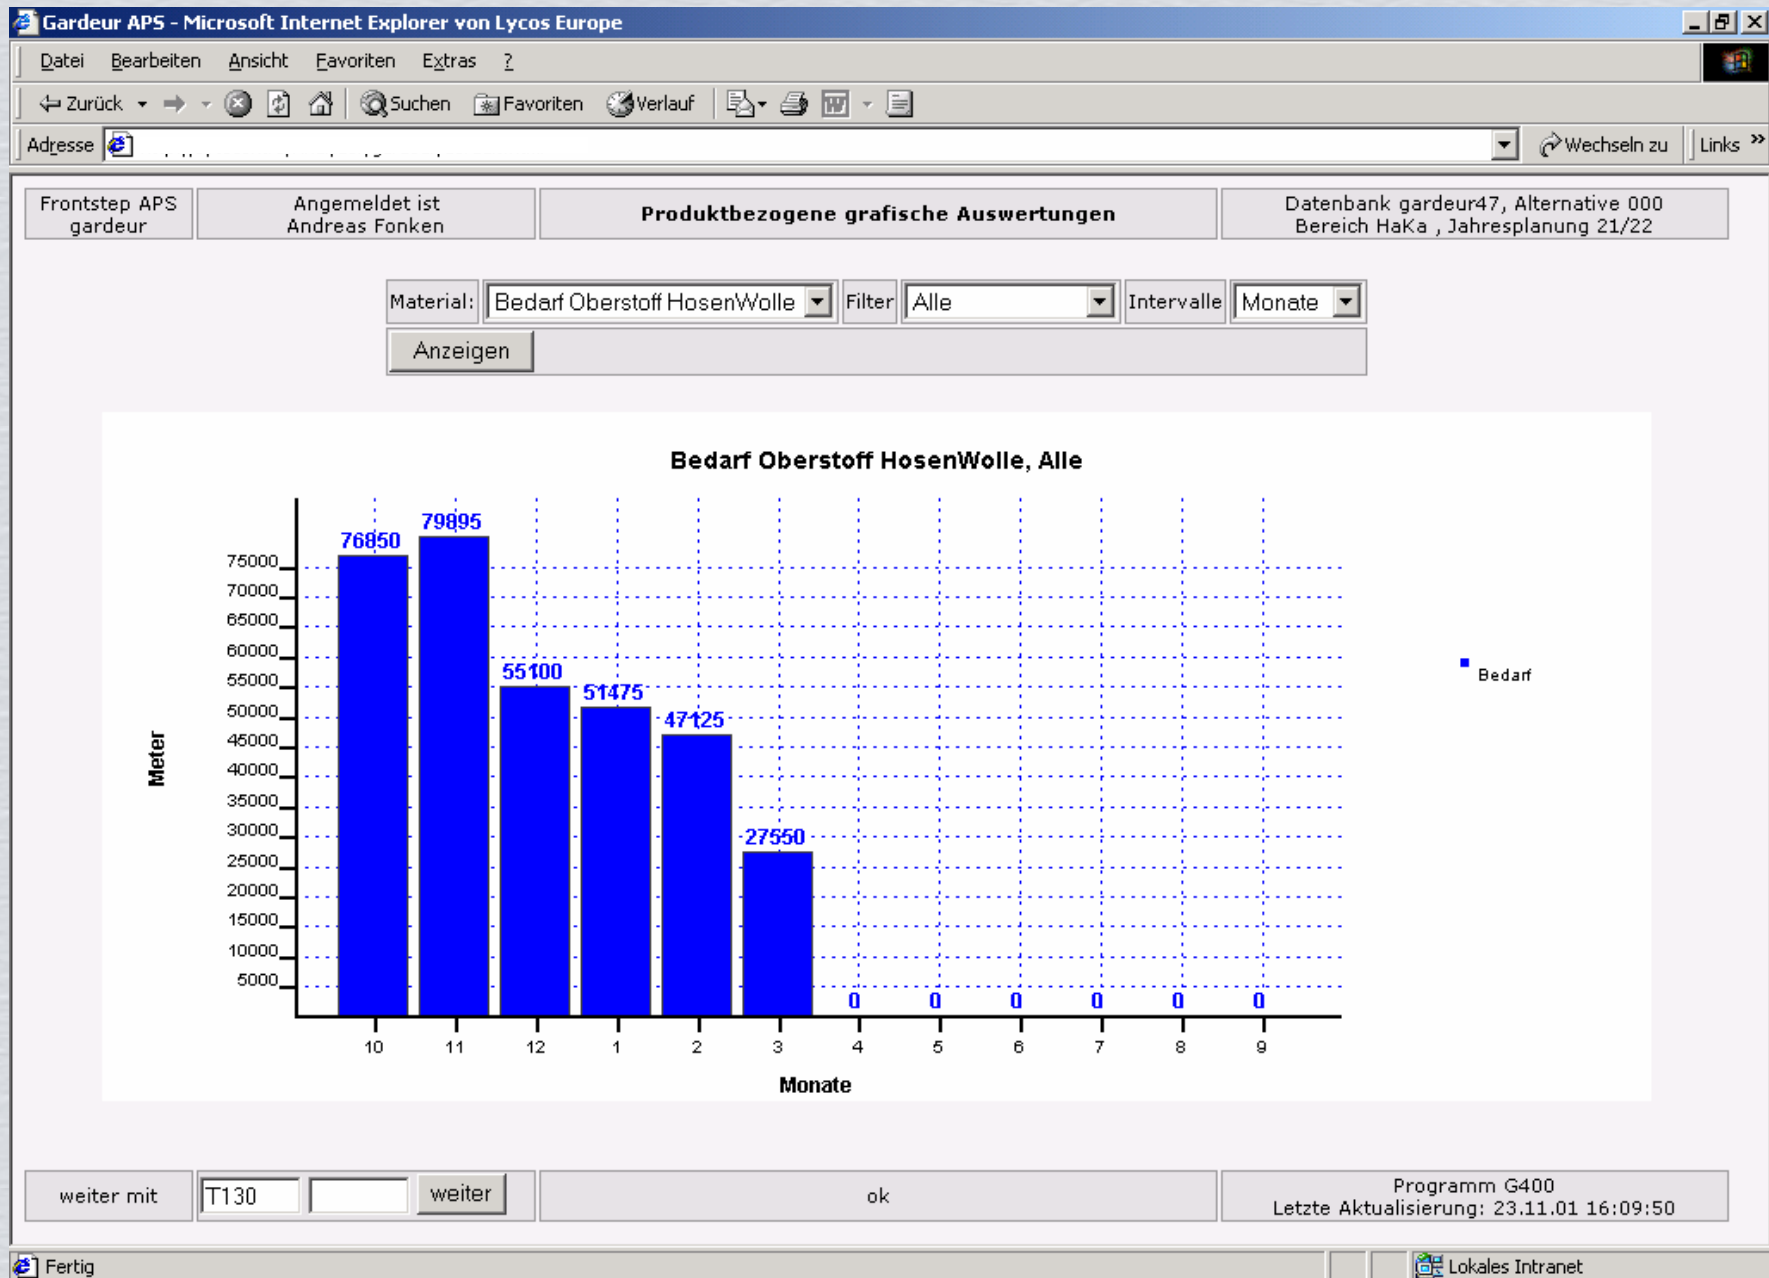 Gardeur APS - Microsoft Internet Explorer von Lycos Europe
Datei Bearbeiten Ansicht Favoriten Extras ?
Zurück Suchen Favoriten Verlauf
Adresse Wechseln zu Links »
Frontstep APS
gardeur
Angemeldet ist
Andreas Fonken
Produktbezogene grafische Auswertungen
Datenbank gardeur47, Alternative 000
Bereich HaKa , Jahresplanung 21/22
Material: Bedarf Oberstoff HosenWolle Filter Alle Intervalle Monate
Anzeigen
Bedarf Oberstoff HosenWolle, Alle
79895
76850
75000
70000
65000
60000
55100
55000
51475
50000
47125
45000
40000
35000
30000
27550
25000
20000
15000
10000
5000
0 0 0 0 0 0
Meter
Bedarf
10 11 12 1 2 3 4 5 6 7 8 9
Monate
weiter mit T130 weiter
ok
Programm G400
Letzte Aktualisierung: 23.11.01 16:09:50
Fertig
Lokales Intranet